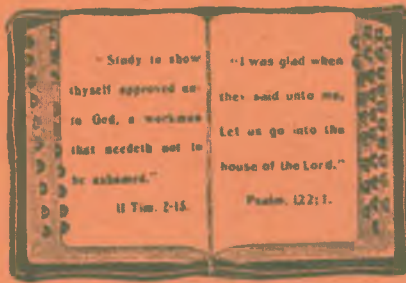 "Study to show
thyself approved un-
to God, a workman
that needeth not to
be ashamed."
II Tim. 2-15.
"I was glad when
they said unto me,
Let us go into the
house of the Lord."
Psalm. 122:1.